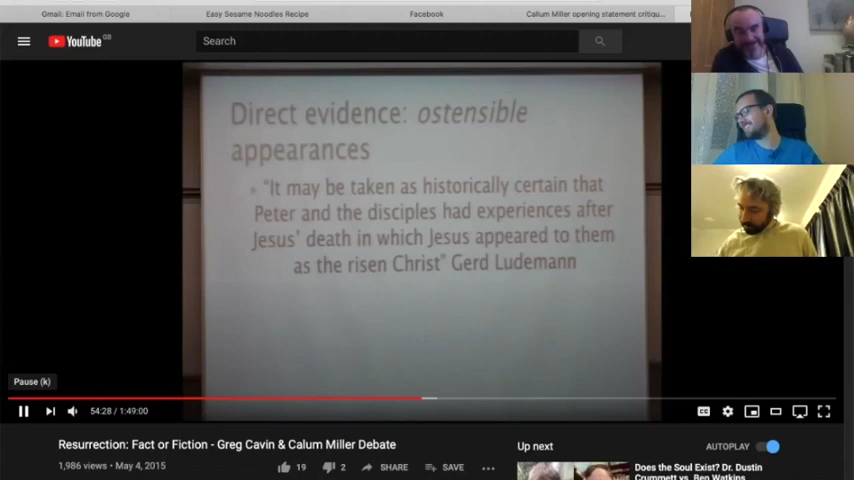 Gmail: Email from Google
Easy Sesame Noodles Recipe
Facebook
Callum Miller opening statement critiqu...
YouTube GB
Search
Direct evidence: ostensible
appearances
"It may be taken as historically certain that
Peter and the disciples had experiences after
Jesus' death in which Jesus appeared to them
as the risen Christ" Gerd Ludemann
Pause (k)
54:28 / 1:49:00
CC
Resurrection: Fact or Fiction - Greg Cavin & Calum Miller Debate
1,986 views • May 4, 2015
19
2
SHARE
SAVE
Up next
AUTOPLAY
Does the Soul Exist? Dr. Dustin
Crummett vs. Ben Watkins